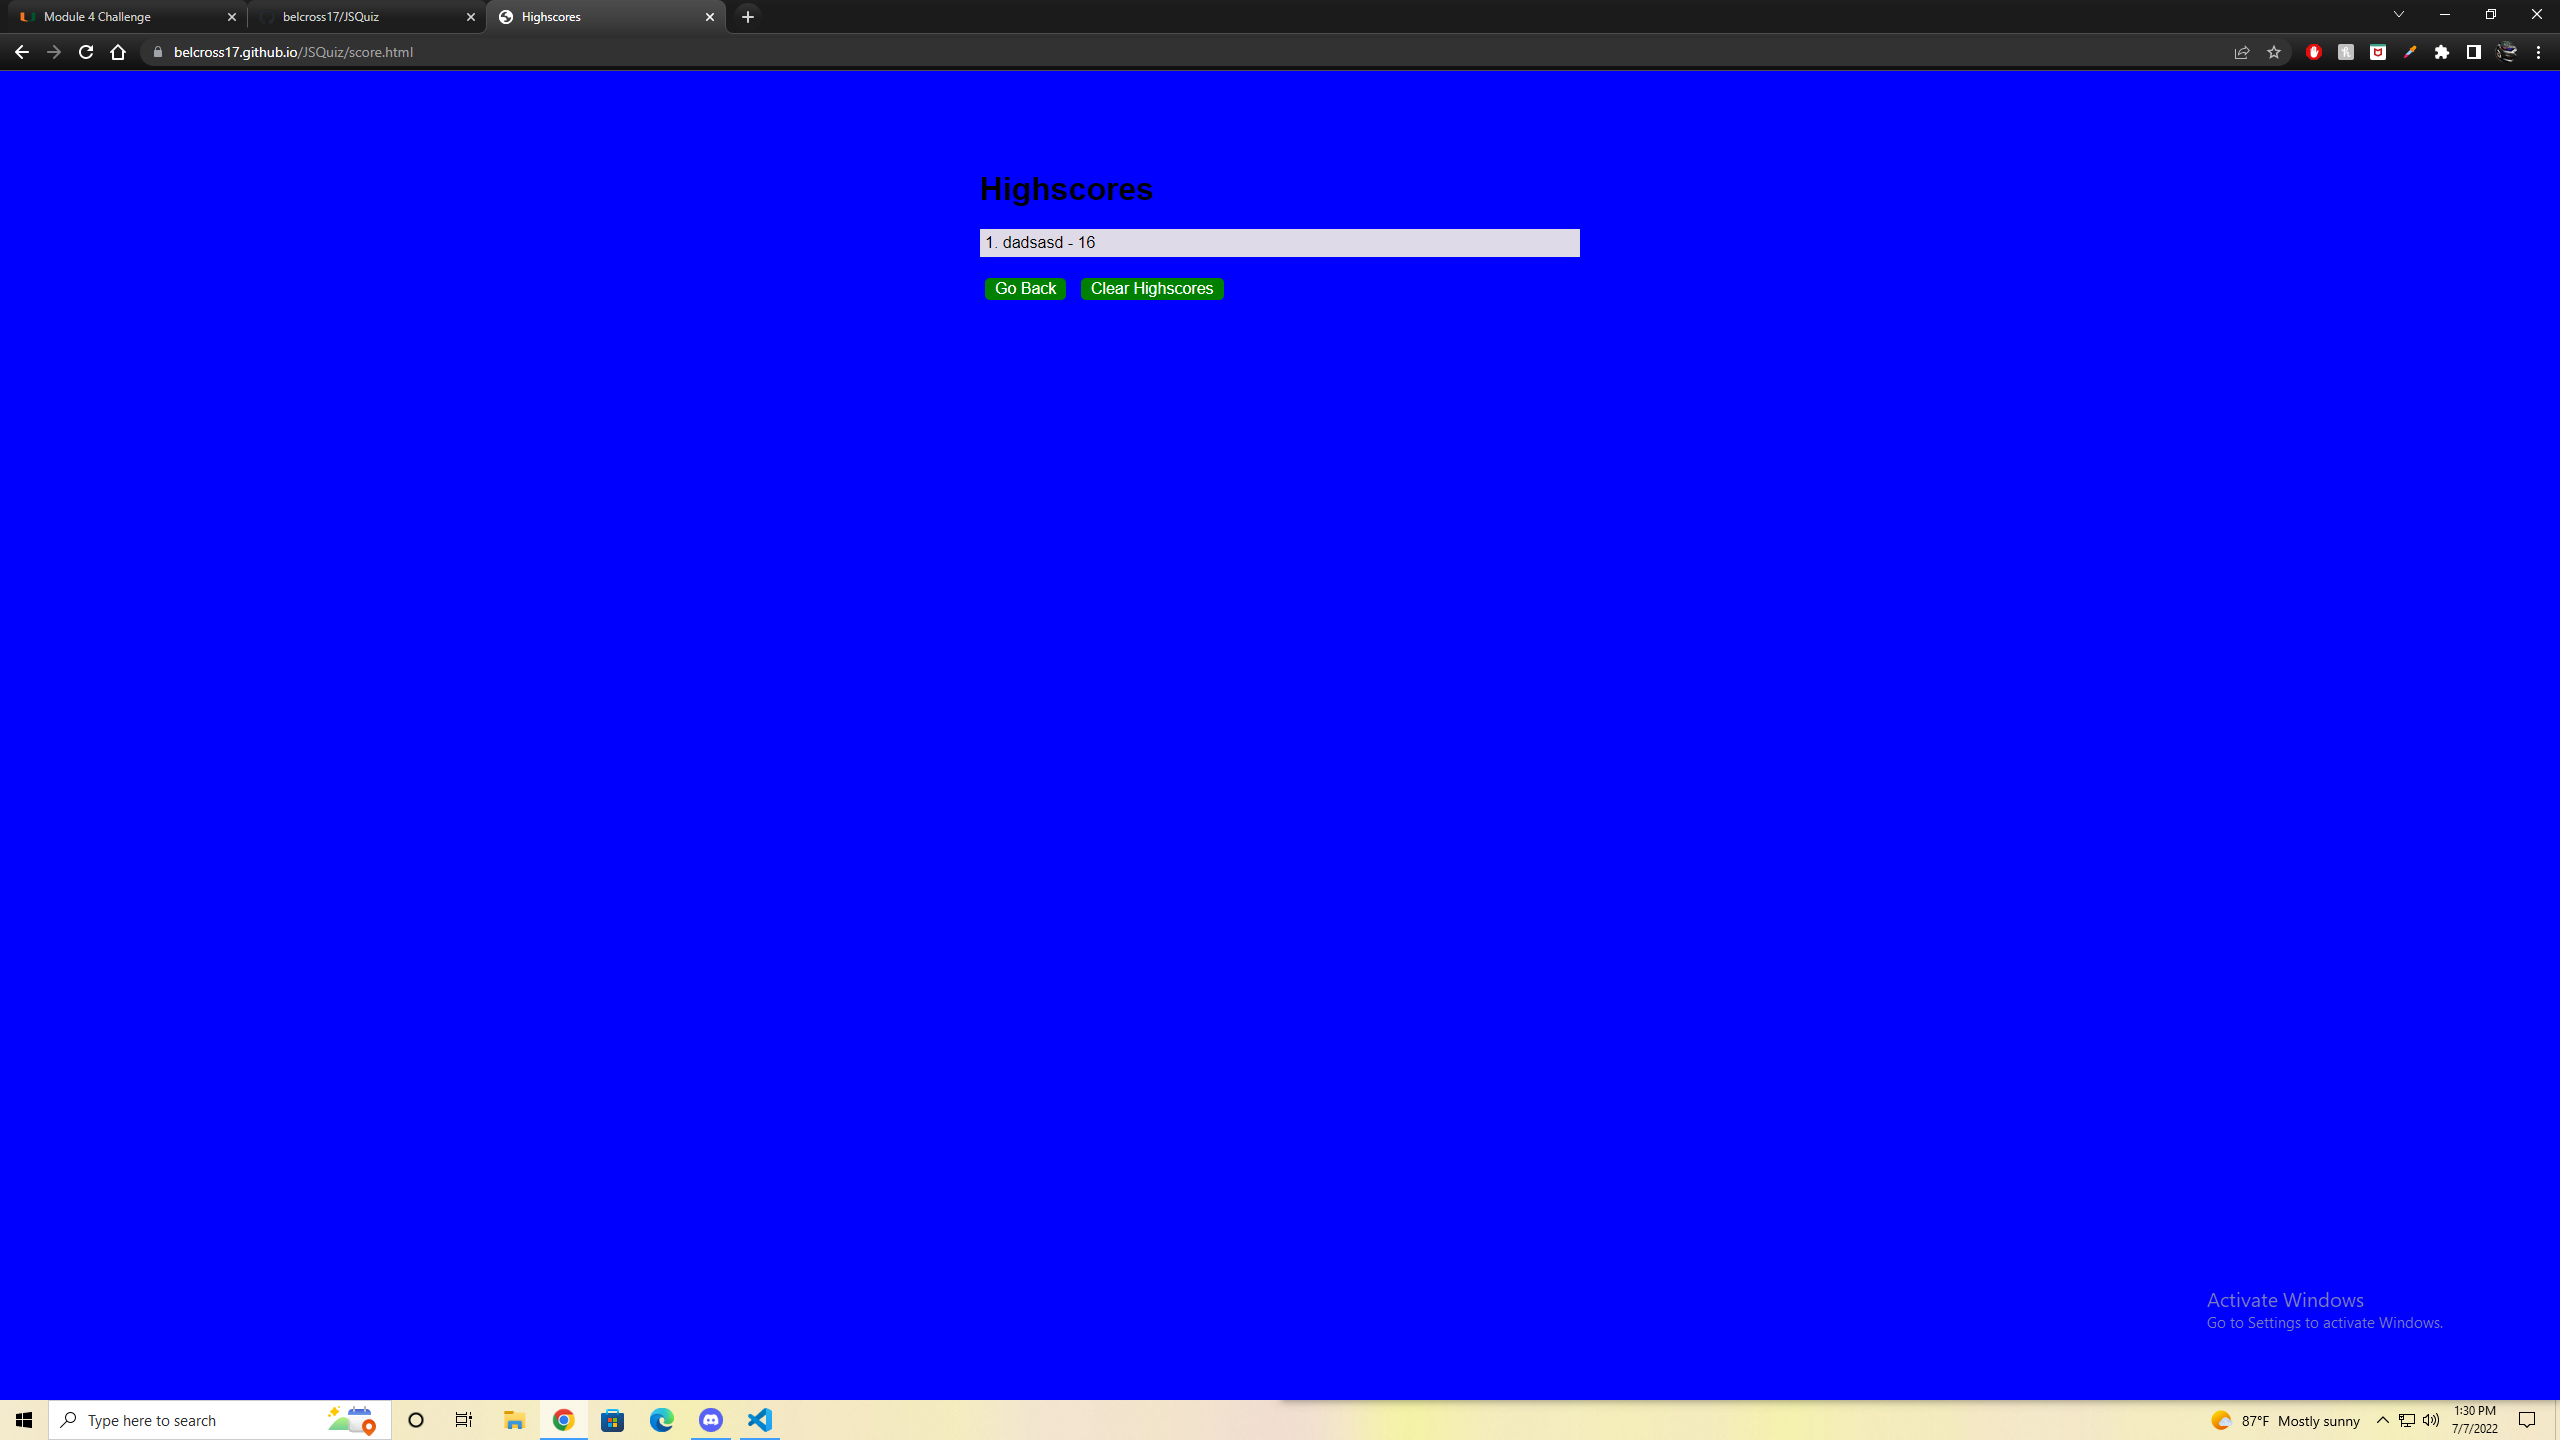 Module 4 Challenge
belcross17/JSQuiz
Highscores
belcross17.github.io/JSQuiz/score.html
Highscores
1. dadsasd - 16
Go Back
Clear Highscores
Activate Windows
Go to Settings to activate Windows.
Type here to search
87°F Mostly sunny
1:30 PM
7/7/2022